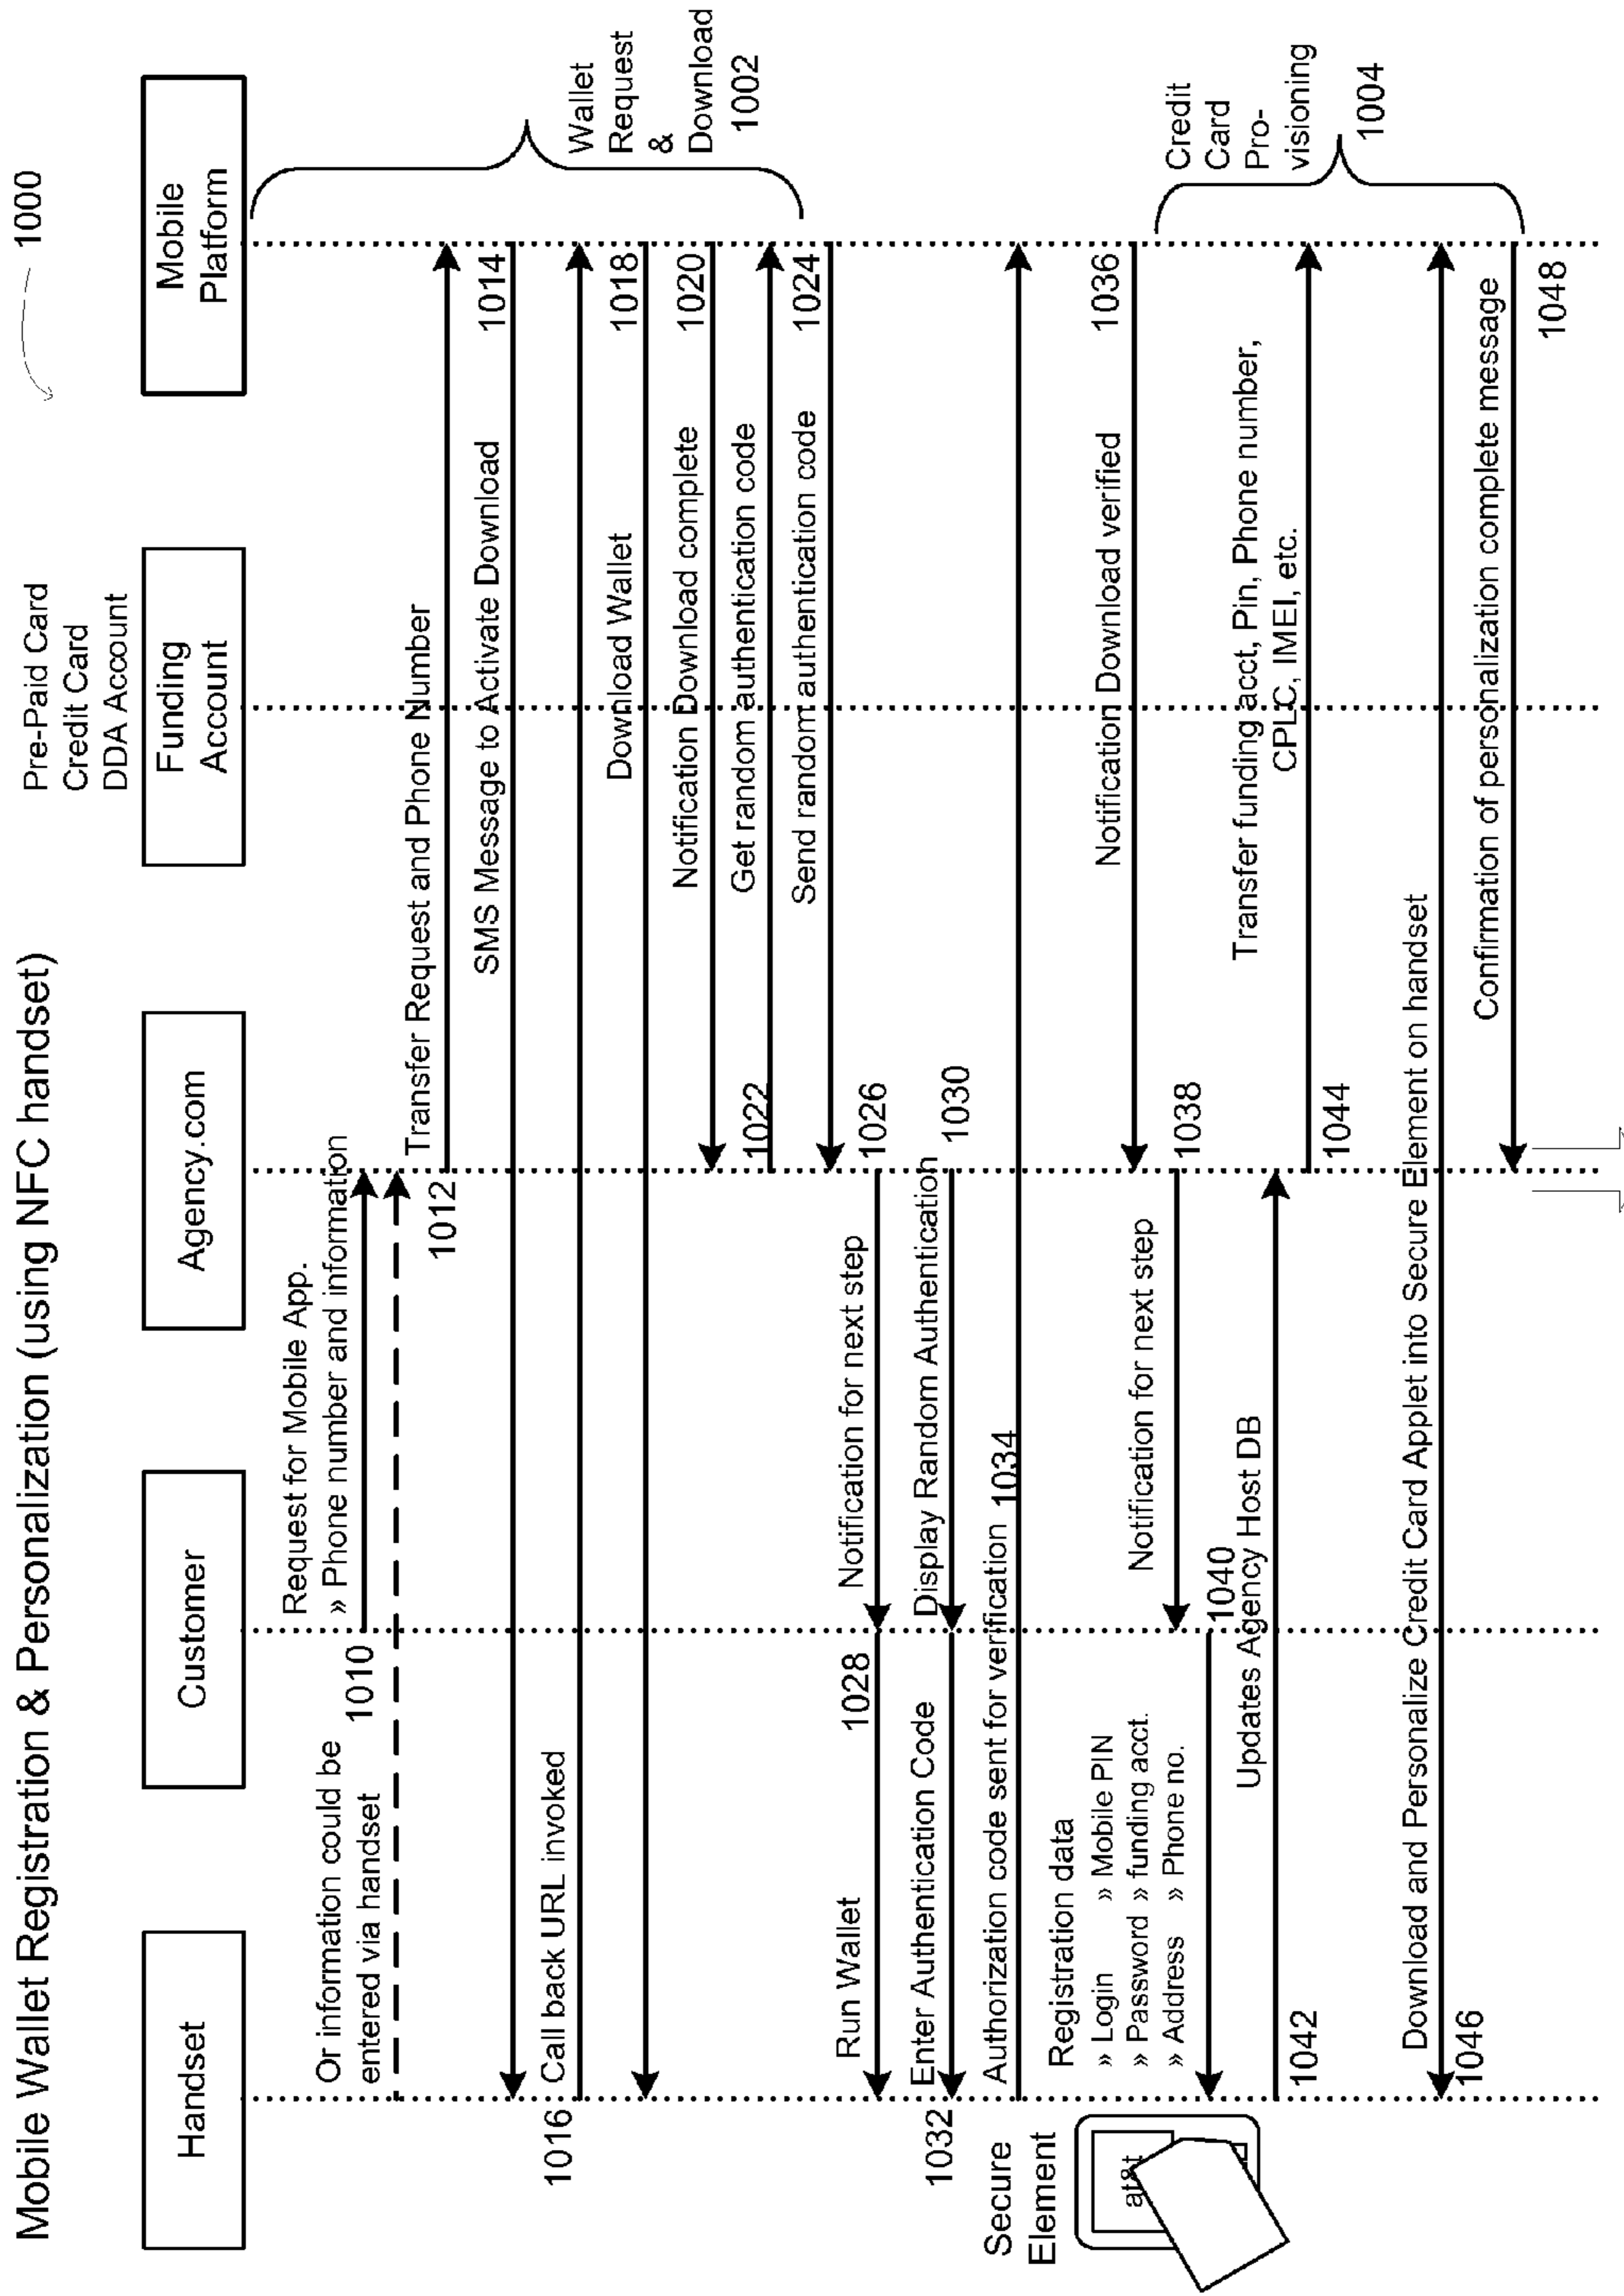 Mobile Wallet Registration & Personalization (using NFC handset)
1000
Pre-Paid Card
Credit Card
DDA Account
Handset
Customer
Agency.com
Funding
Account
Mobile
Platform
Request for Mobile App.
» Phone number and information
1010
Or information could be
entered via handset
Transfer Request and Phone Number
1012
SMS Message to Activate Download
1014
Call back URL invoked
1016
Download Wallet
1018
Notification Download complete
1020
Get random authentication code
1022
Send random authentication code
1024
Wallet
Request
&
Download
1002
Notification for next step
1026
Run Wallet
1028
Display Random Authentication
1030
Enter Authentication Code
1032
Authorization code sent for verification 1034
Secure
Element
at&t
Notification Download verified
1036
Notification for next step
1038
Registration data
» Login » Mobile PIN
» Password » funding acct.
» Address » Phone no.
1040
Updates Agency Host DB
1042
Transfer funding acct, Pin, Phone number,
CPLC, IMEI, etc.
1044
Download and Personalize Credit Card Applet into Secure Element on handset
1046
Confirmation of personalization complete message
1048
Credit
Card
Pro-
visioning
1004